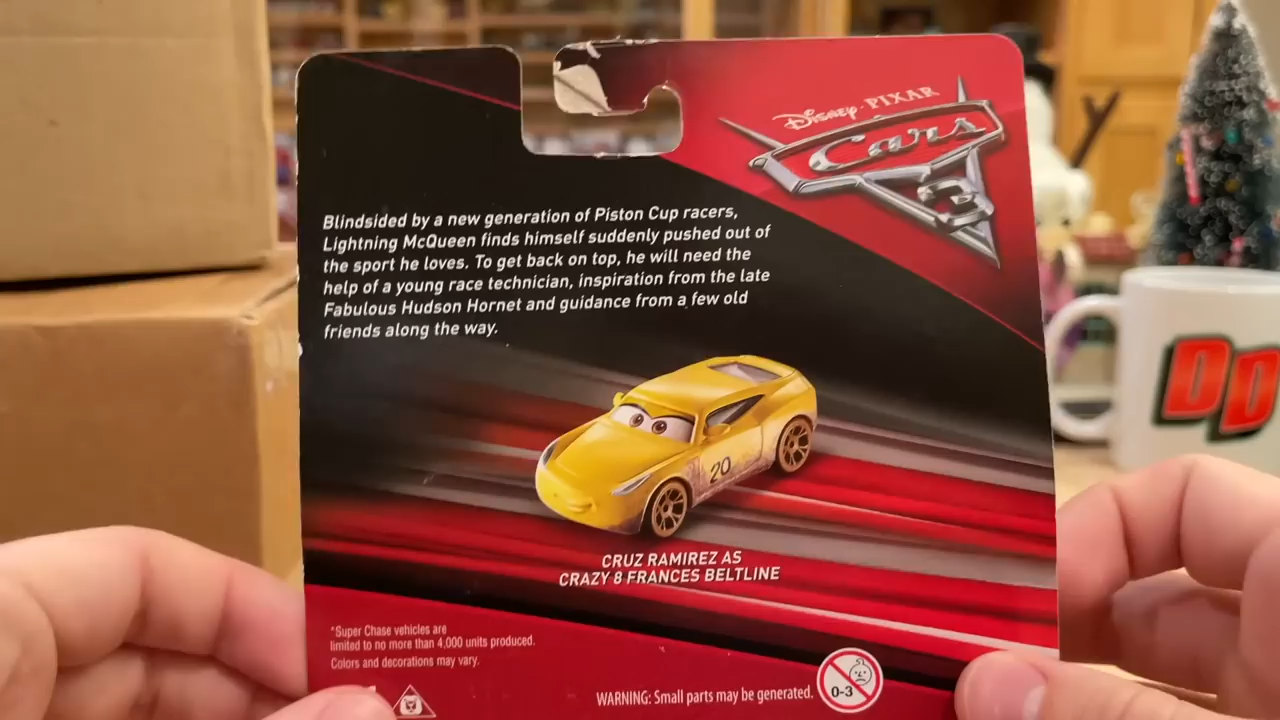 Disney·PIXAR
Cars
3
Blindsided by a new generation of Piston Cup racers,
Lightning McQueen finds himself suddenly pushed out of
the sport he loves. To get back on top, he will need the
help of a young race technician, inspiration from the late
Fabulous Hudson Hornet and guidance from a few old
friends along the way.
20
CRUZ RAMIREZ AS
CRAZY 8 FRANCES BELTLINE
*Super Chase vehicles are
limited to no more than 4,000 units produced.
Colors and decorations may vary.
WARNING: Small parts may be generated.
0-3
DD